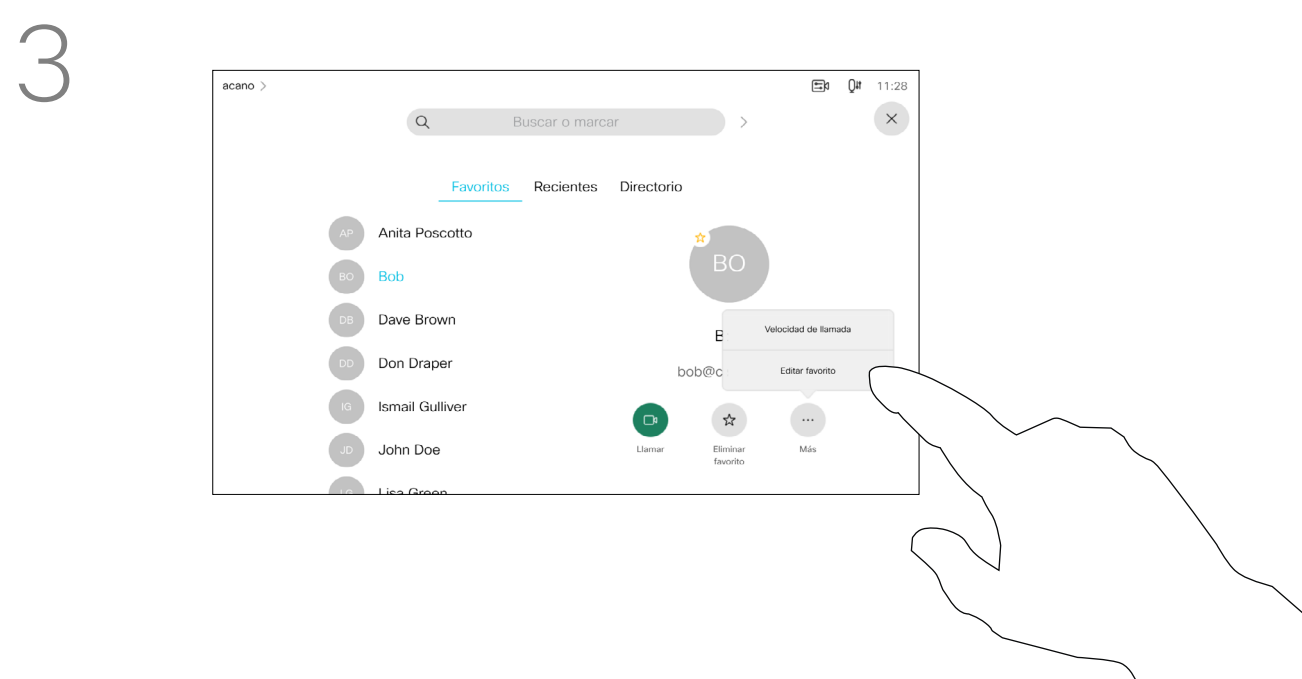 3
acano >
11:28
Buscar o marcar >
Favoritos Recientes Directorio
AP Anita Poscotto
BO Bob
DB Dave Brown
DD Don Draper
IG Ismail Gulliver
JD John Doe
Lisa Green
BO
B
bob@c
Velocidad de llamada
Editar favorito
Llamar
Eliminar
favorito
Más